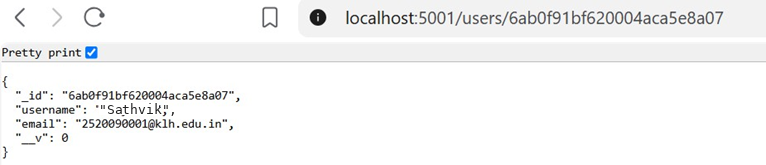 localhost:5001/users/6ab0f91bf620004aca5e8a07
Pretty print
{
"_id": "6ab0f91bf620004aca5e8a07",
"username": "Sathvik",
"email": "2520090001@klh.edu.in",
"__v": 0
}